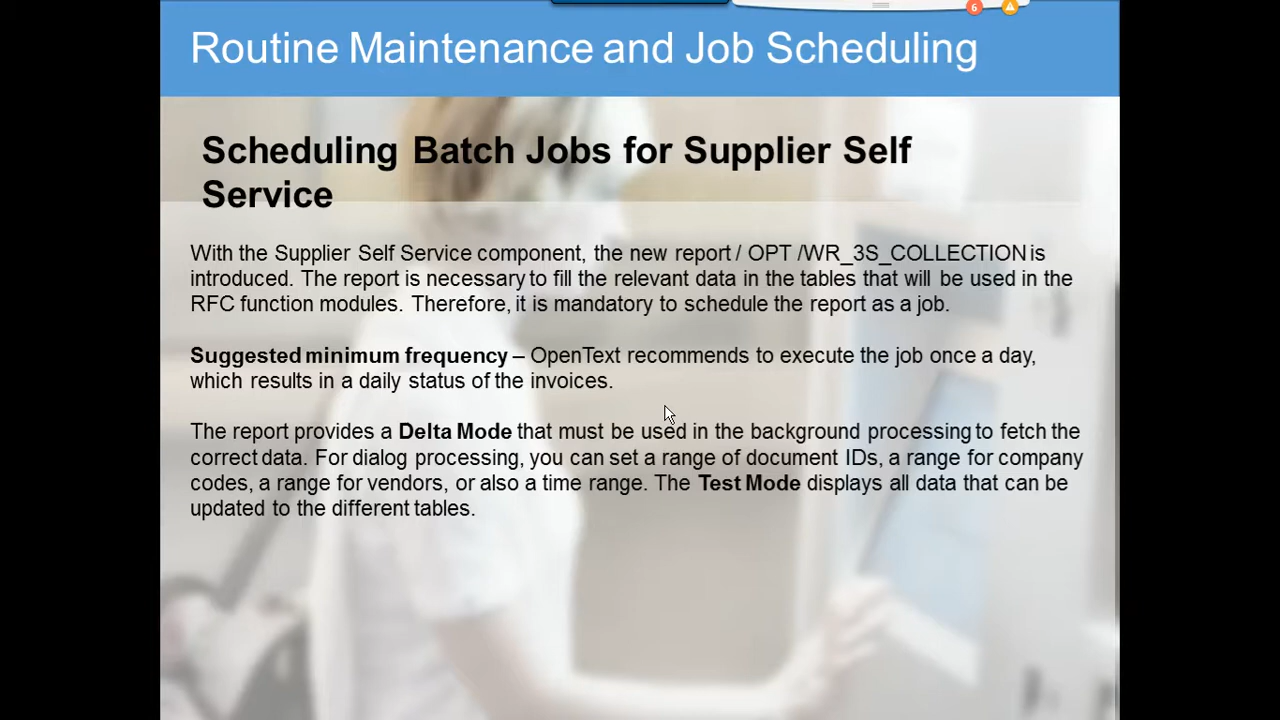 6
Routine Maintenance and Job Scheduling
Scheduling Batch Jobs for Supplier Self
Service
With the Supplier Self Service component, the new report / OPT /WR_3S_COLLECTION is
introduced. The report is necessary to fill the relevant data in the tables that will be used in the
RFC function modules. Therefore, it is mandatory to schedule the report as a job.
Suggested minimum frequency – OpenText recommends to execute the job once a day,
which results in a daily status of the invoices.
The report provides a Delta Mode that must be used in the background processing to fetch the
correct data. For dialog processing, you can set a range of document IDs, a range for company
codes, a range for vendors, or also a time range. The Test Mode displays all data that can be
updated to the different tables.